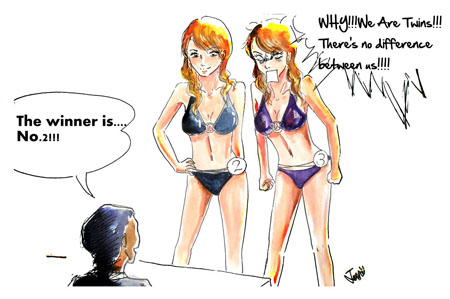 WHY!!!We Are Twins!!!
There's no difference
between us!!!!
The winner is....
No.2!!!
2
3